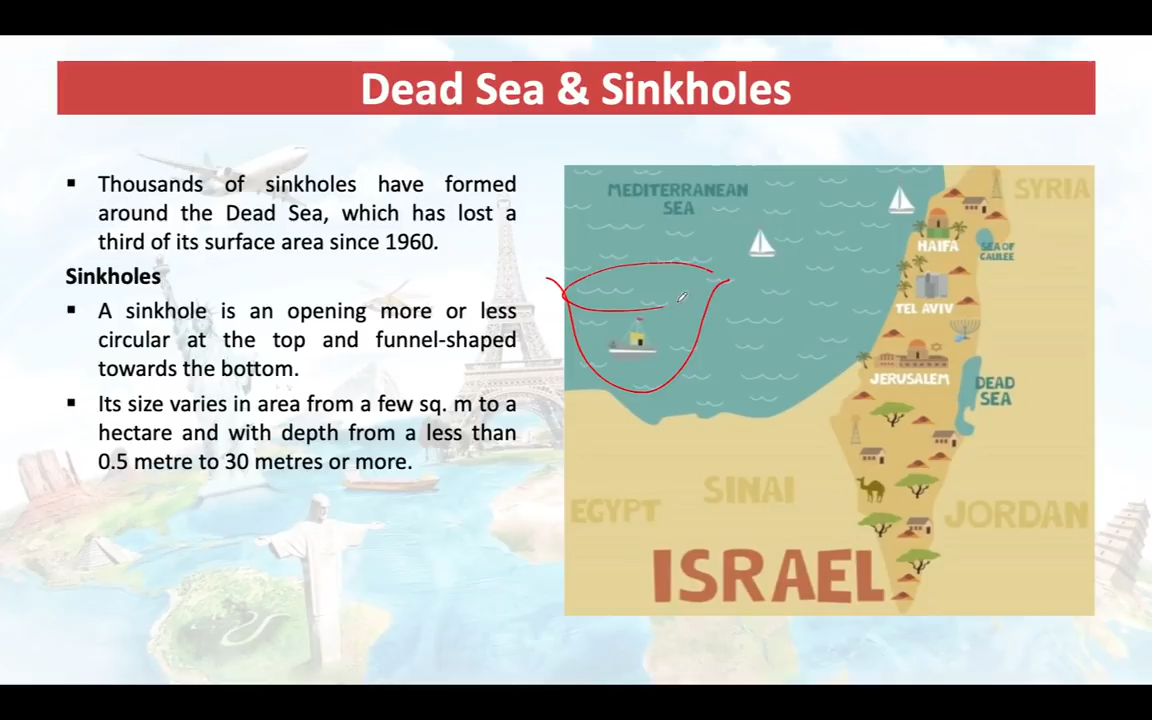 Dead Sea & Sinkholes
▪ Thousands of sinkholes have formed
around the Dead Sea, which has lost a
third of its surface area since 1960.
Sinkholes
▪ A sinkhole is an opening more or less
circular at the top and funnel-shaped
towards the bottom.
▪ Its size varies in area from a few sq. m to a
hectare and with depth from a less than
0.5 metre to 30 metres or more.
MEDITERRANEAN
SEA
SYRIA
HAIFA
SEA OF
GALILEE
TEL AVIV
JERUSALEM
DEAD
SEA
SINAI
EGYPT
JORDAN
ISRAEL